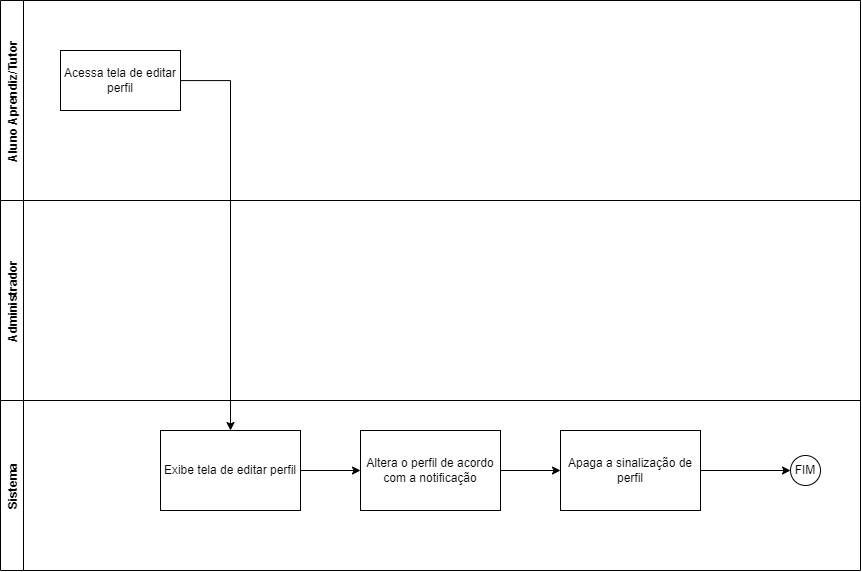 Aluno Aprendiz/Tutor
Acessa tela de editar
perfil
Administrador
Sistema
Exibe tela de editar perfil
Altera o perfil de acordo
com a notificação
Apaga a sinalização de
perfil
FIM